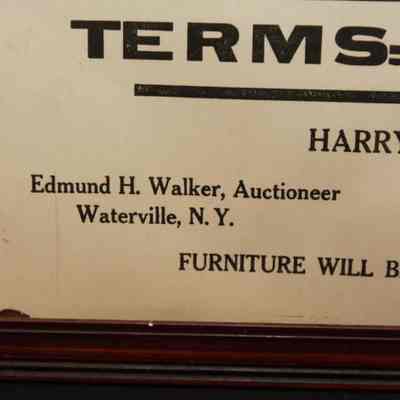 TERMS=
HARRY
Edmund H. Walker, Auctioneer
Waterville, N. Y.
FURNITURE WILL B